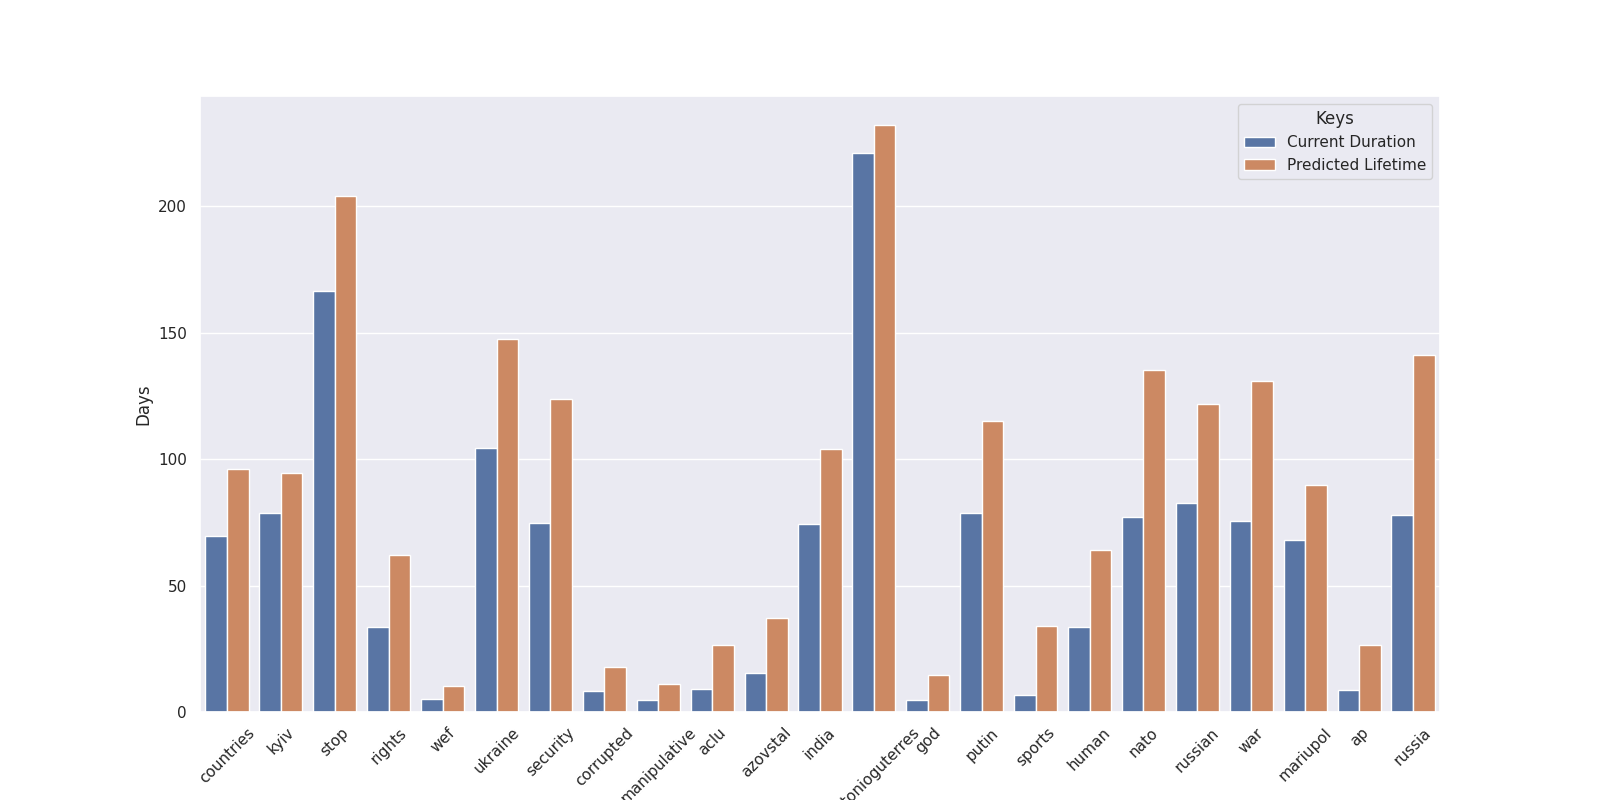 Keys
Current Duration
Predicted Lifetime
Days
200
150
100
50
0
countries
kyiv
stop
rights
wef
ukraine
security
corrupted
manipulative
aclu
azovstal
india
tonioguterres
god
putin
sports
human
nato
russian
war
mariupol
ap
russia